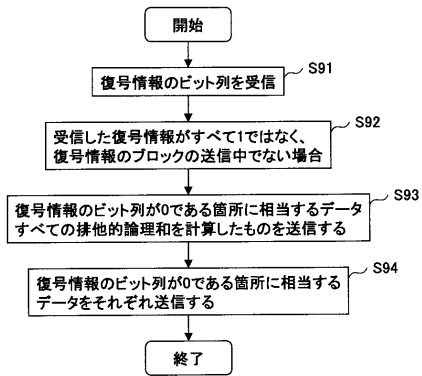 開始
S91
復号情報のビット列を受信
S92
受信した復号情報がすべて1ではなく、
復号情報のブロックの送信中でない場合
S93
復号情報のビット列が0である箇所に相当するデータ
すべての排他的論理和を計算したものを送信する
S94
復号情報のビット列が0である箇所に相当する
データをそれぞれ送信する
終了